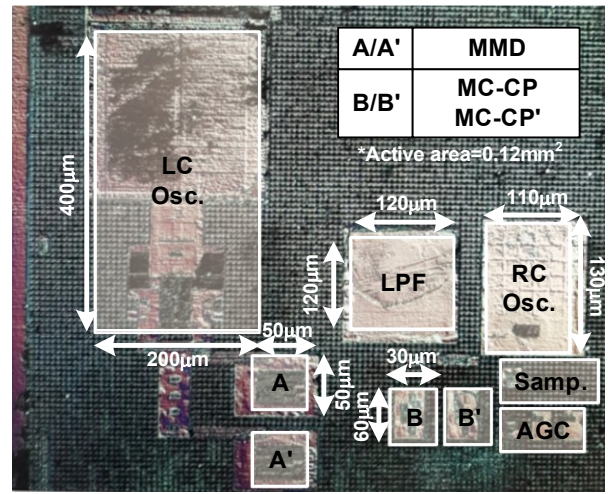 A/A' MMD
B/B' MC-CP
MC-CP'
*Active area=0.12mm²
400μm
LC
Osc.
200μm
120μm
120μm
LPF
110μm
130μm
RC
Osc.
50μm
50μm
A
A'
30μm
60μm
B
B'
Samp.
AGC